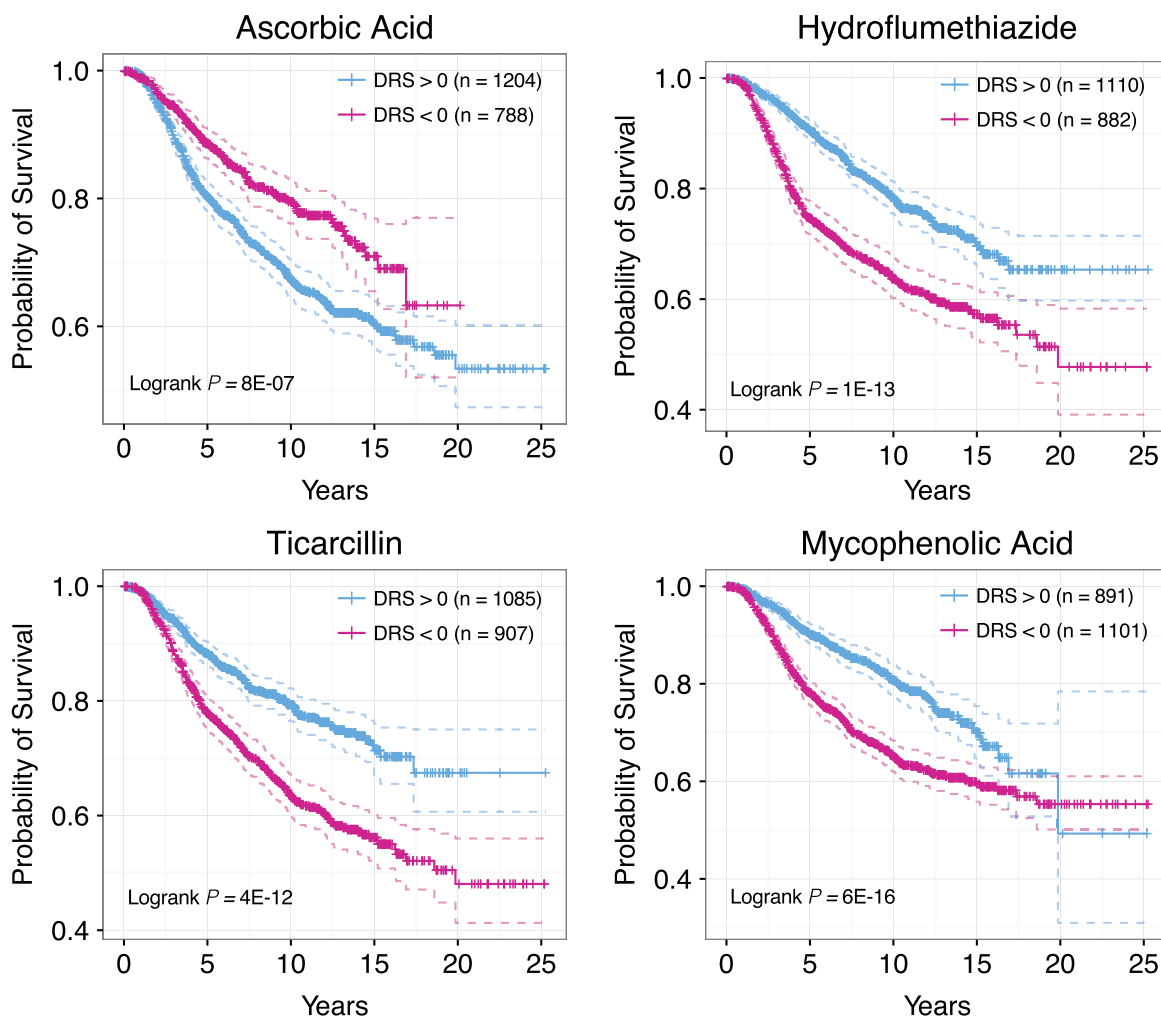 Ascorbic Acid
Probability of Survival
1.0
0.8
0.6
DRS > 0 (n = 1204)
DRS < 0 (n = 788)
Logrank P = 8E-07
0 5 10 15 20 25
Years
Hydroflumethiazide
Probability of Survival
1.0
0.8
0.6
0.4
DRS > 0 (n = 1110)
DRS < 0 (n = 882)
Logrank P = 1E-13
0 5 10 15 20 25
Years
Ticarcillin
Probability of Survival
1.0
0.8
0.6
0.4
DRS > 0 (n = 1085)
DRS < 0 (n = 907)
Logrank P = 4E-12
0 5 10 15 20 25
Years
Mycophenolic Acid
Probability of Survival
1.0
0.8
0.6
0.4
DRS > 0 (n = 891)
DRS < 0 (n = 1101)
Logrank P = 6E-16
0 5 10 15 20 25
Years